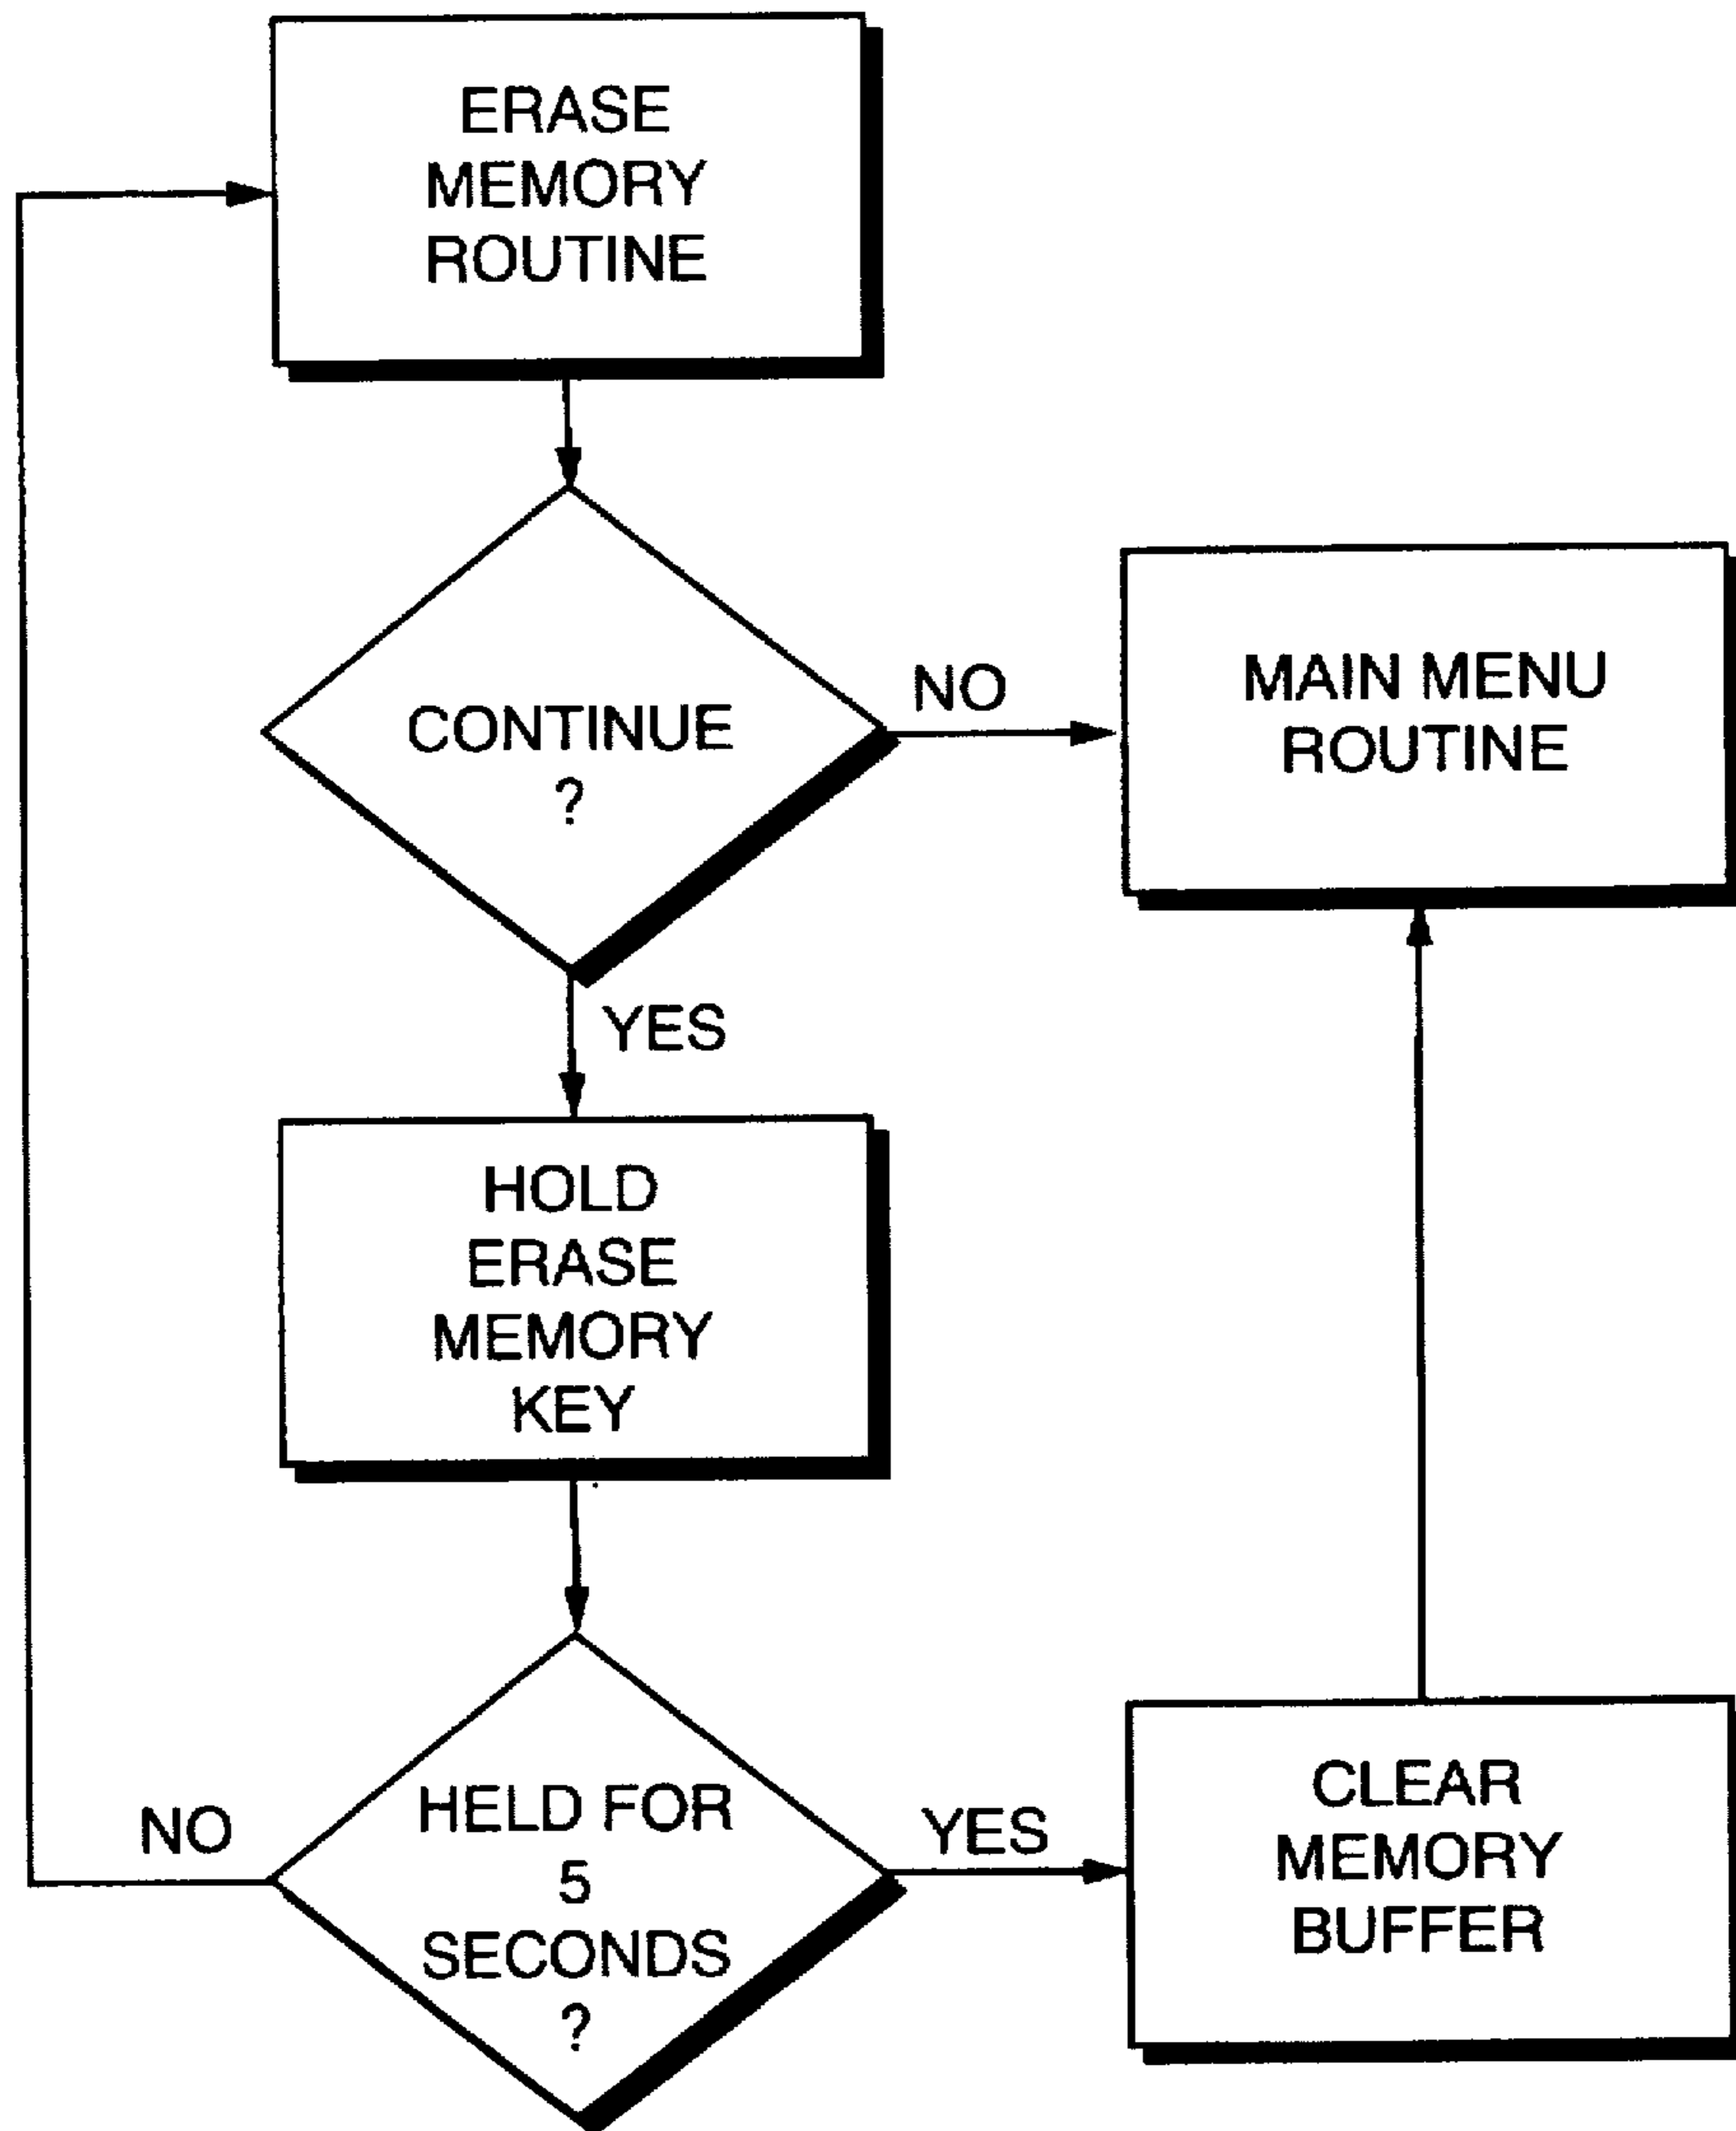 ERASE
MEMORY
ROUTINE
CONTINUE
?
NO
MAIN MENU
ROUTINE
YES
HOLD
ERASE
MEMORY
KEY
HELD FOR
5
SECONDS
?
NO
YES
CLEAR
MEMORY
BUFFER